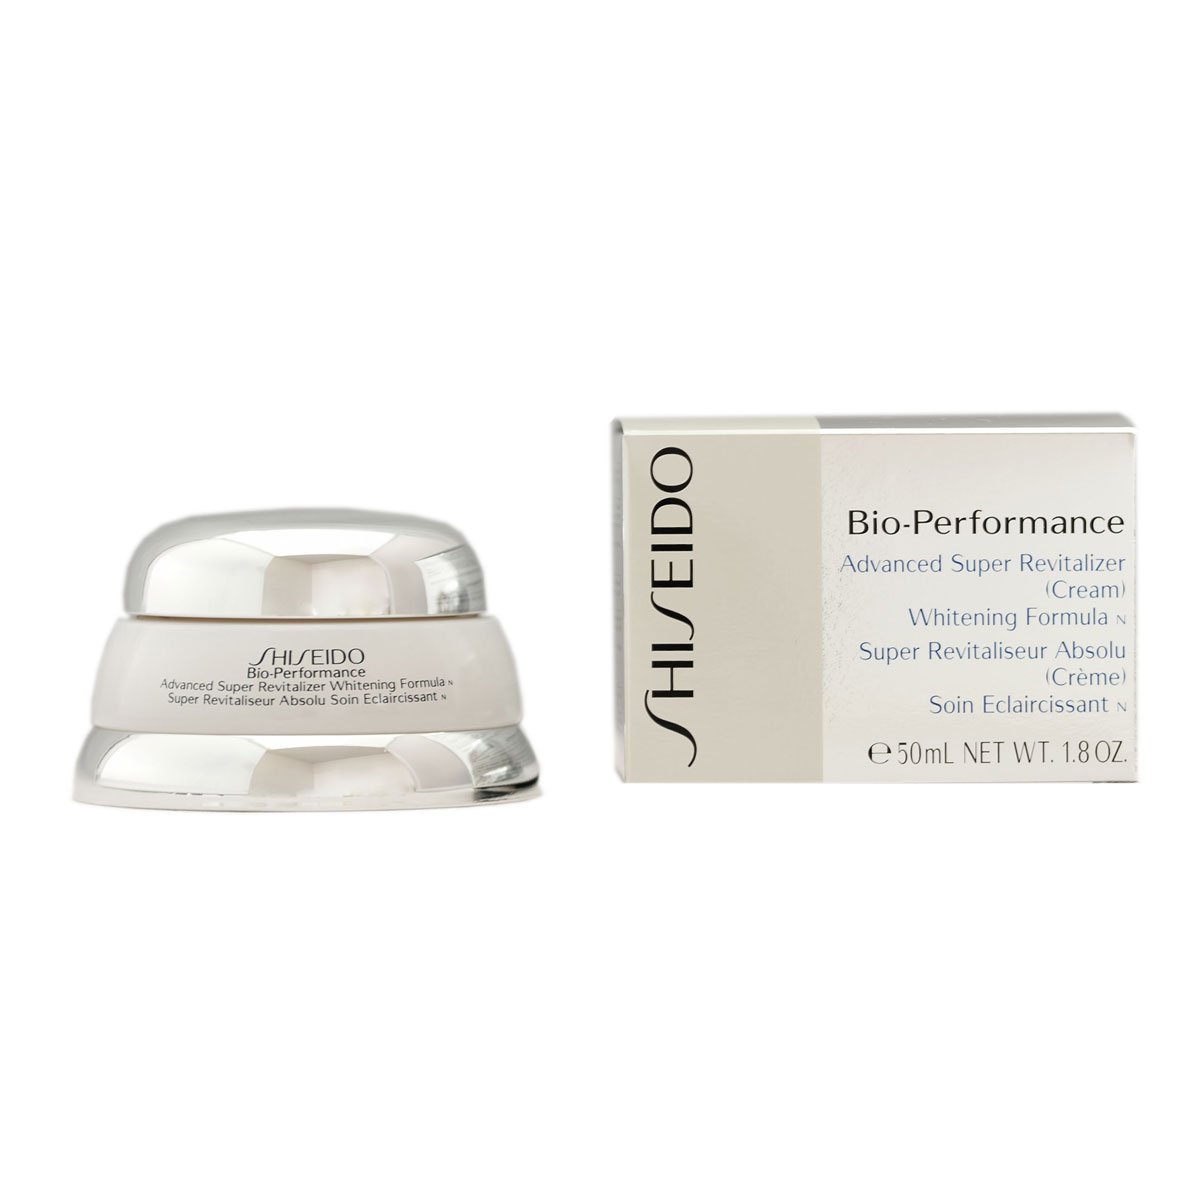 SHISEIDO
Bio-Performance
Advanced Super Revitalizer Whitening Formula N
Super Revitaliseur Absolu Soin Eclaircissant N
SHISEIDO
Bio-Performance
Advanced Super Revitalizer
(Cream)
Whitening Formula N
Super Revitaliseur Absolu
(Crème)
Soin Eclaircissant N
℮ 50mL NET WT. 1.8 OZ.